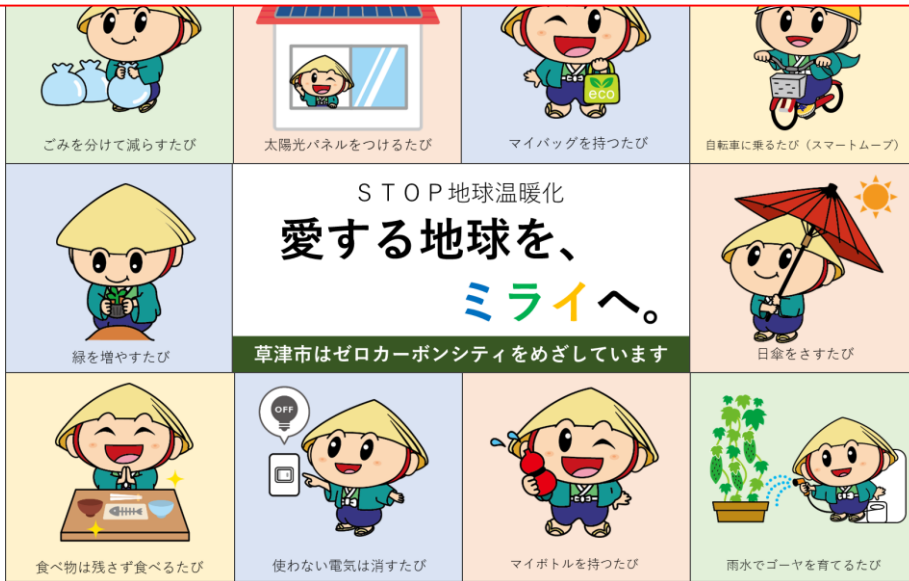 ごみを分けて減らすたび
太陽光パネルをつけるたび
マイバッグを持つたび
eco
自転車に乗るたび（スマートムーブ）
ＳＴＯＰ地球温暖化
愛する地球を、
ミライへ。
草津市はゼロカーボンシティをめざしています
緑を増やすたび
日傘をさすたび
食べ物は残さず食べるたび
OFF
使わない電気は消すたび
マイボトルを持つたび
雨水でゴーヤを育てるたび